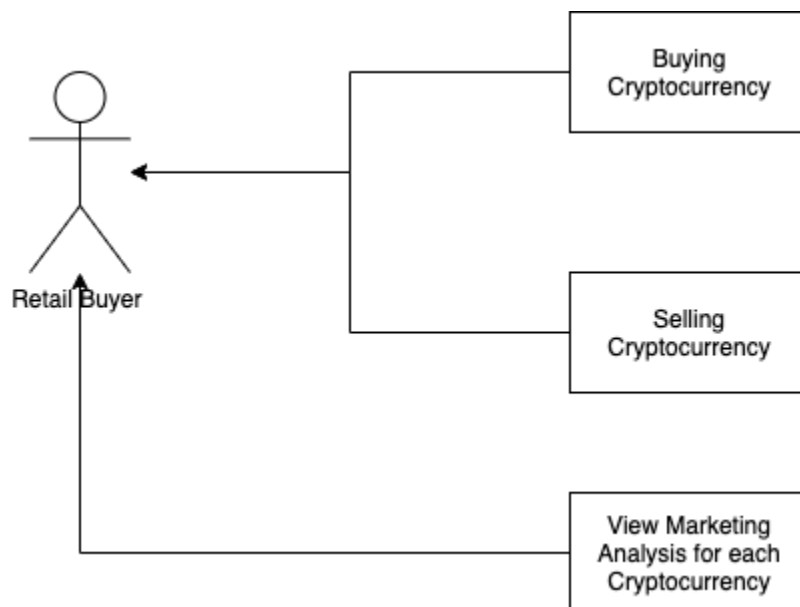 Buying
Cryptocurrency
Retail Buyer
Selling
Cryptocurrency
View Marketing
Analysis for each
Cryptocurrency